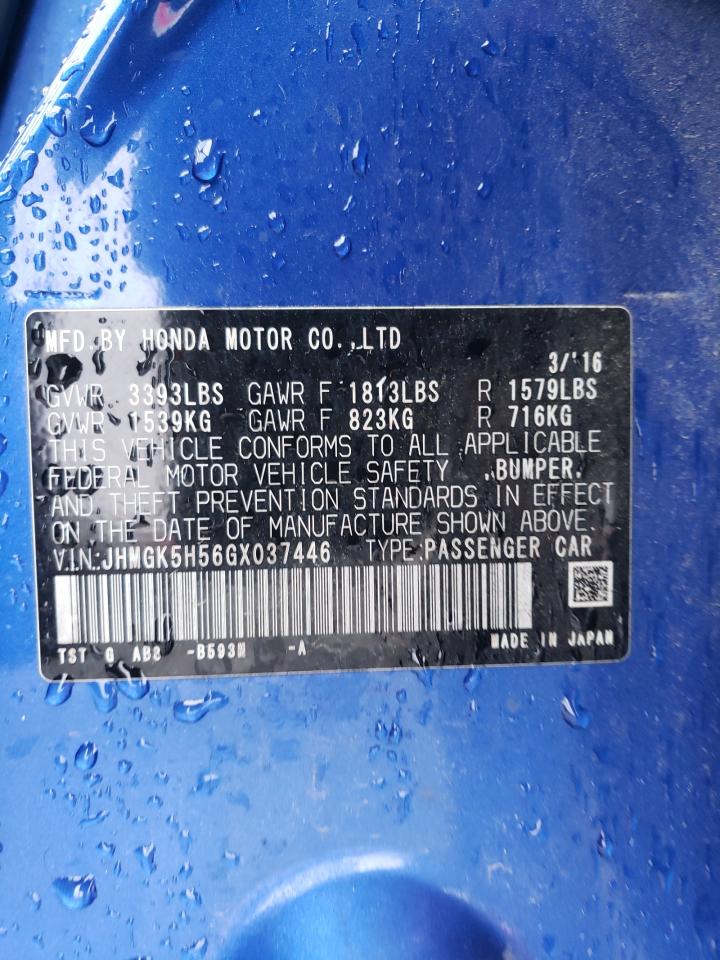 MFD. BY HONDA MOTOR CO.,LTD
3/'16
GVWR 3393LBS GAWR F 1813LBS R 1579LBS
GVWR 1539KG GAWR F 823KG R 716KG
THIS VEHICLE CONFORMS TO ALL APPLICABLE
FEDERAL MOTOR VEHICLE SAFETY ,BUMPER,
AND THEFT PREVENTION STANDARDS IN EFFECT
ON THE DATE OF MANUFACTURE SHOWN ABOVE.
VIN:JHMGK5H56GX037446 TYPE:PASSENGER CAR
TST G -B593M -A MADE IN JAPAN